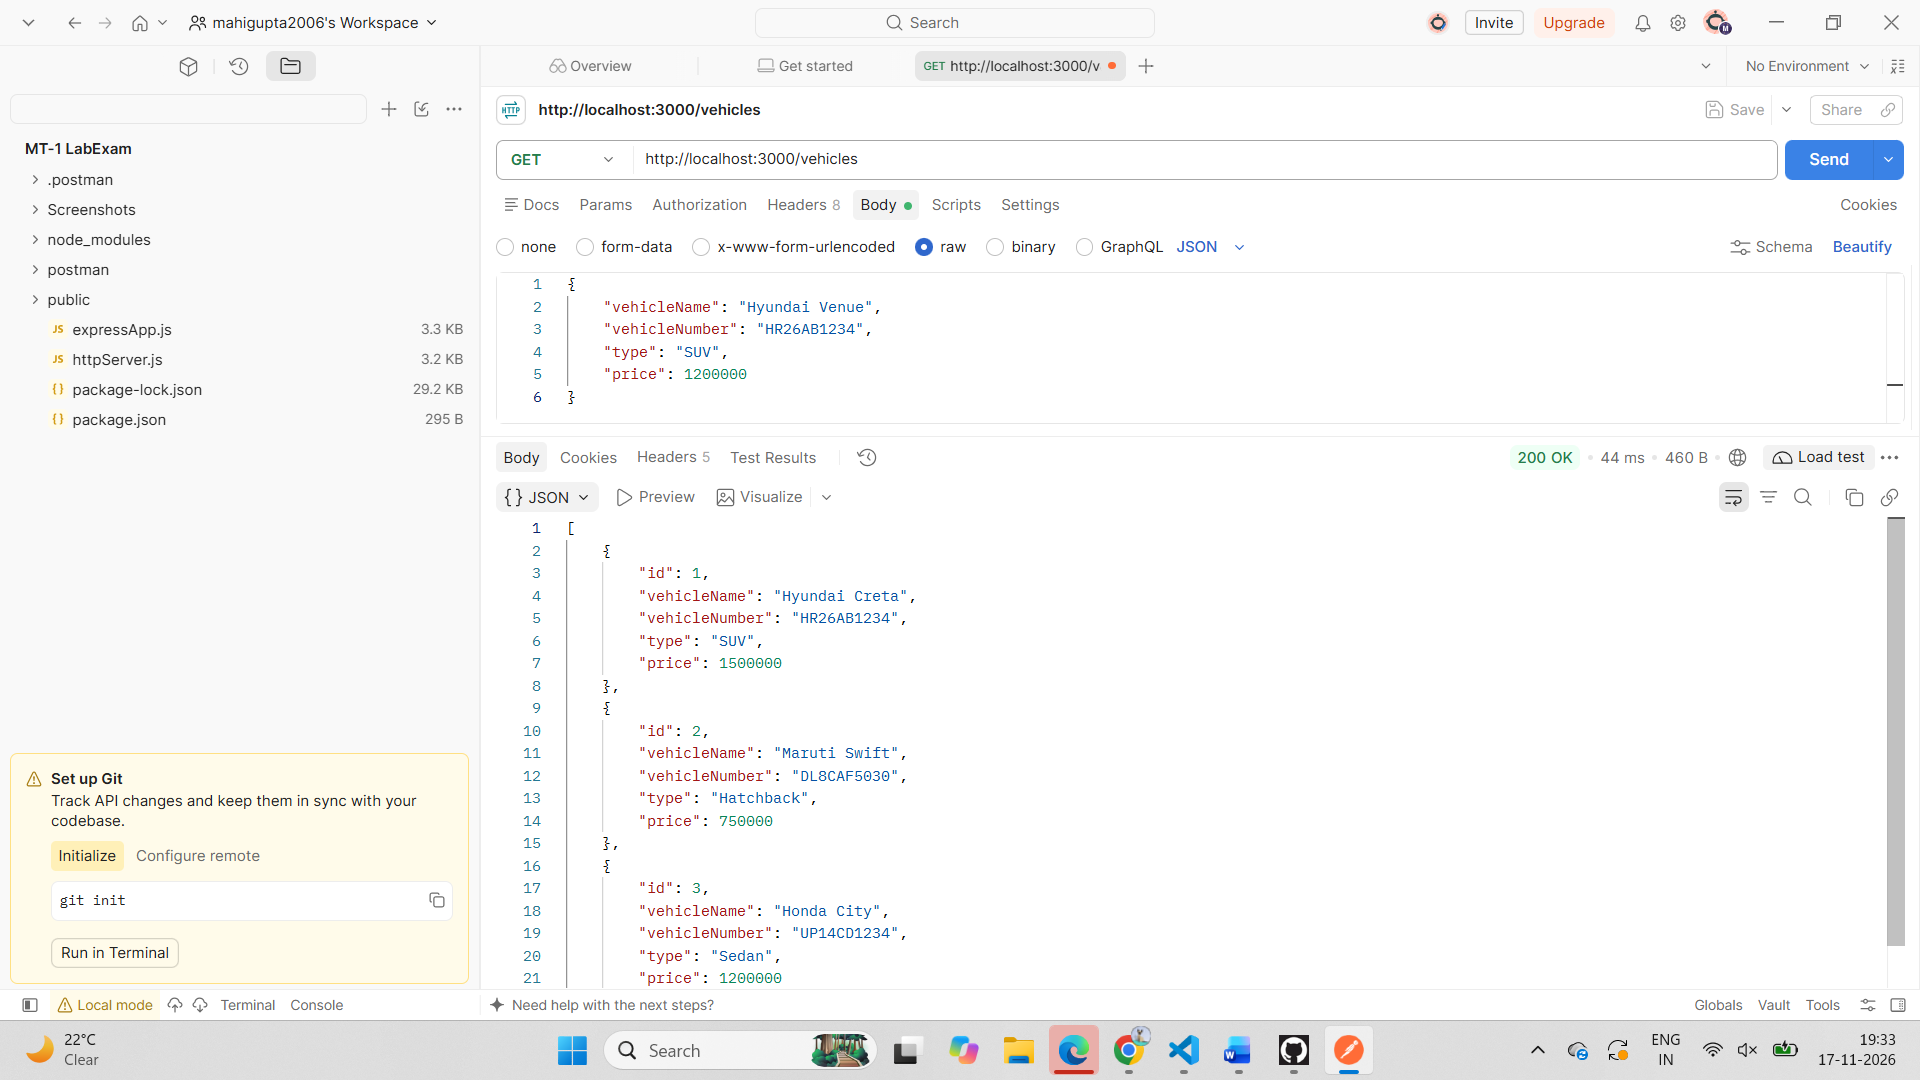 mahigupta2006's Workspace
Search
Invite
Upgrade
M
Overview
Get started
GET http://localhost:3000/v
No Environment
HTTP http://localhost:3000/vehicles
Save
Share
MT-1 LabExam
.postman
Screenshots
node_modules
postman
public
JS expressApp.js 3.3 KB
JS httpServer.js 3.2 KB
{} package-lock.json 29.2 KB
{} package.json 295 B
GET http://localhost:3000/vehicles
Send
Docs Params Authorization Headers 8 Body Scripts Settings Cookies
none form-data x-www-form-urlencoded raw binary GraphQL JSON Schema Beautify
1 {
2 "vehicleName": "Hyundai Venue",
3 "vehicleNumber": "HR26AB1234",
4 "type": "SUV",
5 "price": 1200000
6 }
Body Cookies Headers 5 Test Results 200 OK 44 ms 460 B Load test
{} JSON Preview Visualize
1 [
2 {
3 "id": 1,
4 "vehicleName": "Hyundai Creta",
5 "vehicleNumber": "HR26AB1234",
6 "type": "SUV",
7 "price": 1500000
8 },
9 {
10 "id": 2,
11 "vehicleName": "Maruti Swift",
12 "vehicleNumber": "DL8CAF5030",
13 "type": "Hatchback",
14 "price": 750000
15 },
16 {
17 "id": 3,
18 "vehicleName": "Honda City",
19 "vehicleNumber": "UP14CD1234",
20 "type": "Sedan",
21 "price": 1200000
Set up Git
Track API changes and keep them in sync with your
codebase.
Initialize Configure remote
git init
Run in Terminal
Local mode Terminal Console
Need help with the next steps?
Globals Vault Tools
22°C
Clear
Search
W
ENG
IN
19:33
17-11-2026